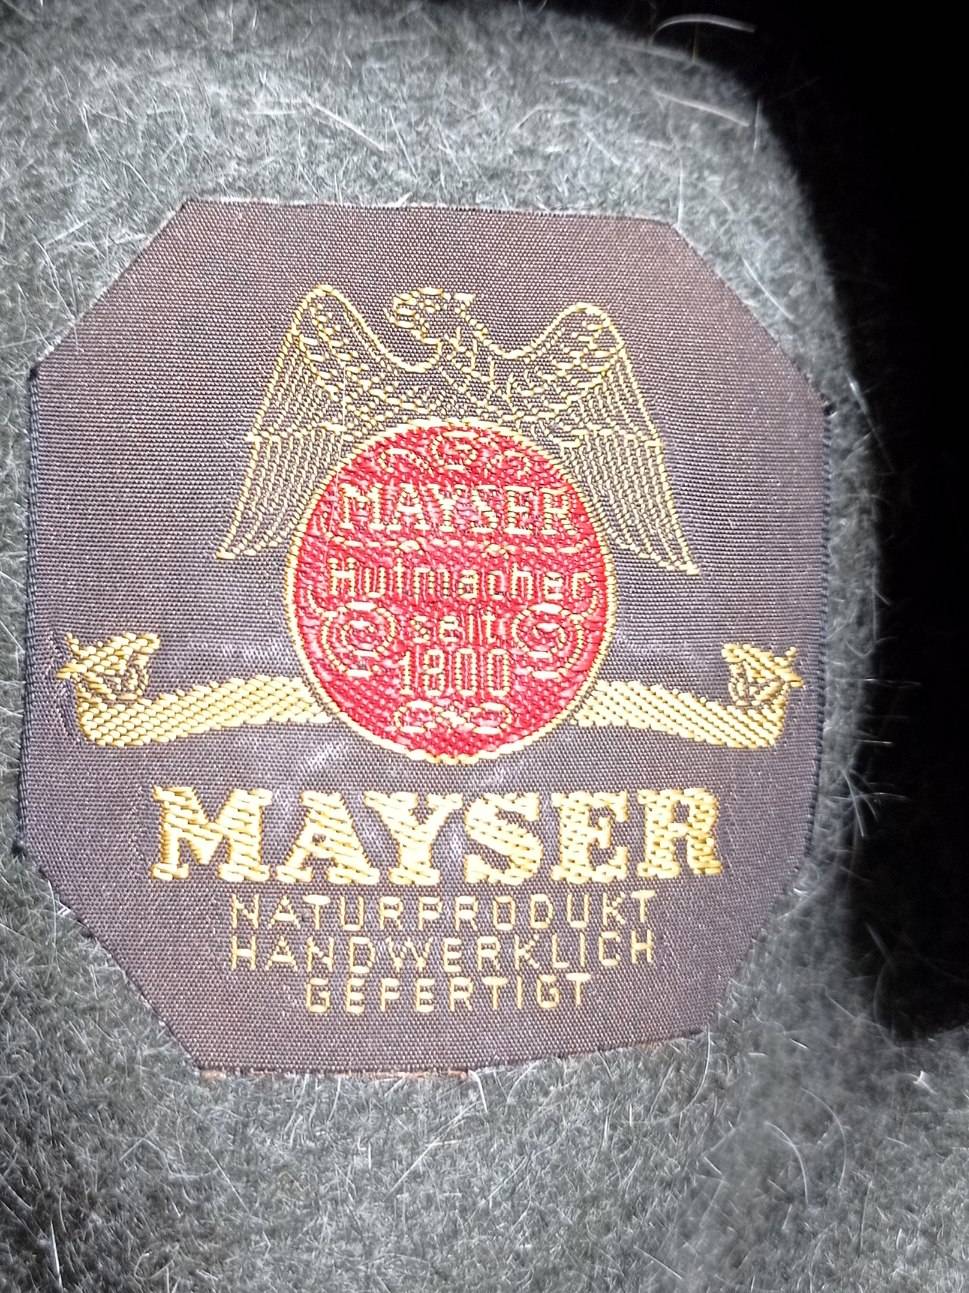 MAYSER
Hutmacher
seit
1800
MAYSER
NATURPRODUKT
HANDWERKLICH
GEFERTIGT